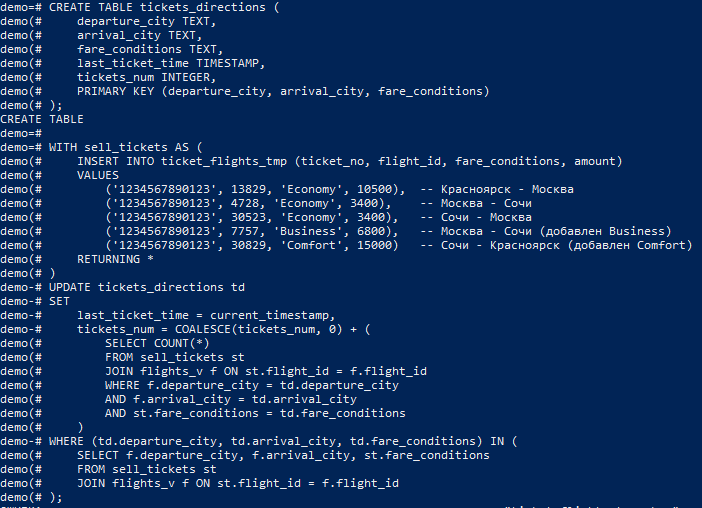 demo=# CREATE TABLE tickets_directions (
demo(#     departure_city TEXT,
demo(#     arrival_city TEXT,
demo(#     fare_conditions TEXT,
demo(#     last_ticket_time TIMESTAMP,
demo(#     tickets_num INTEGER,
demo(#     PRIMARY KEY (departure_city, arrival_city, fare_conditions)
demo(# );
CREATE TABLE
demo=#
demo=# WITH sell_tickets AS (
demo(#     INSERT INTO ticket_flights_tmp (ticket_no, flight_id, fare_conditions, amount)
demo(#     VALUES
demo(#         ('1234567890123', 13829, 'Economy', 10500),  -- Красноярск - Москва
demo(#         ('1234567890123', 4728, 'Economy', 3400),    -- Москва - Сочи
demo(#         ('1234567890123', 30523, 'Economy', 3400),   -- Сочи - Москва
demo(#         ('1234567890123', 7757, 'Business', 6800),   -- Москва - Сочи (добавлен Business)
demo(#         ('1234567890123', 30829, 'Comfort', 15000)   -- Сочи - Красноярск (добавлен Comfort)
demo(#     RETURNING *
demo(# )
demo-# UPDATE tickets_directions td
demo-# SET
demo-#     last_ticket_time = current_timestamp,
demo-#     tickets_num = COALESCE(tickets_num, 0) + (
demo(#         SELECT COUNT(*)
demo(#         FROM sell_tickets st
demo(#         JOIN flights_v f ON st.flight_id = f.flight_id
demo(#         WHERE f.departure_city = td.departure_city
demo(#         AND f.arrival_city = td.arrival_city
demo(#         AND st.fare_conditions = td.fare_conditions
demo(#     )
demo-# WHERE (td.departure_city, td.arrival_city, td.fare_conditions) IN (
demo(#     SELECT f.departure_city, f.arrival_city, st.fare_conditions
demo(#     FROM sell_tickets st
demo(#     JOIN flights_v f ON st.flight_id = f.flight_id
demo(# );